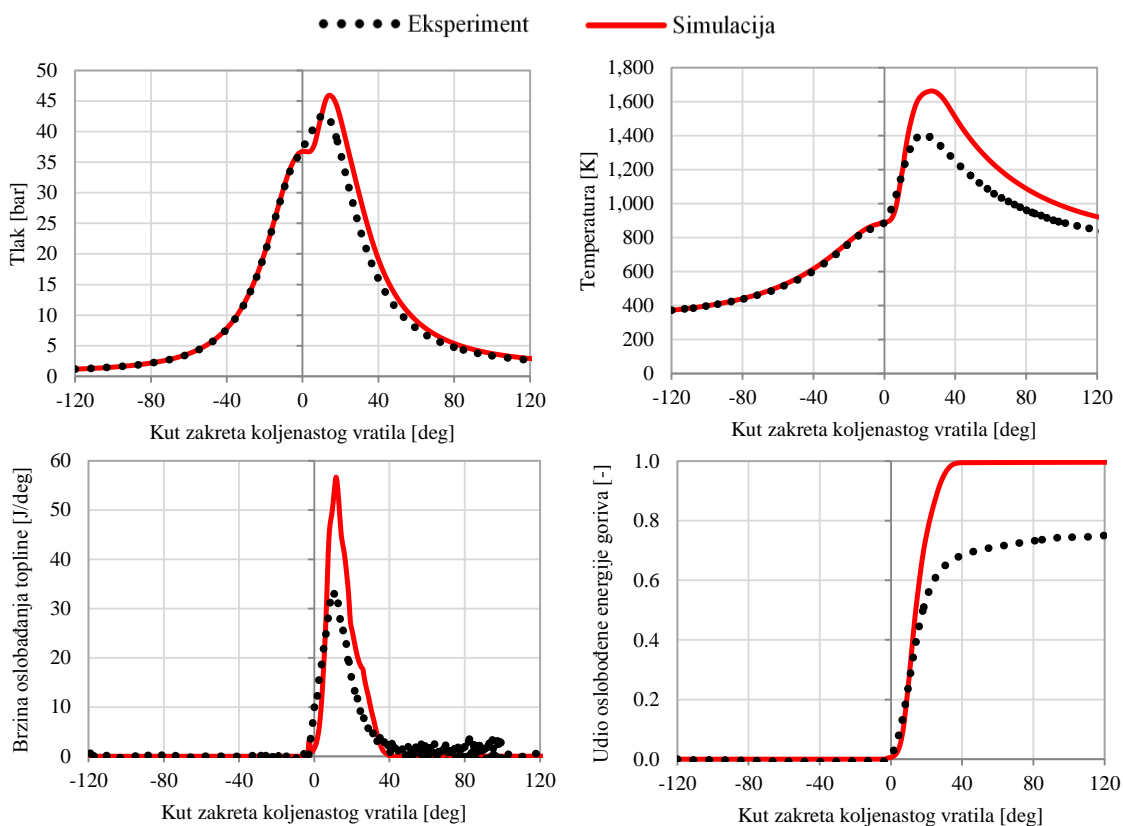 Eksperiment Simulacija
Tlak [bar]
50
45
40
35
30
25
20
15
10
5
0
-120 -80 -40 0 40 80 120
Kut zakreta koljenastog vratila [deg]
Temperatura [K]
1,800
1,600
1,400
1,200
1,000
800
600
400
200
0
-120 -80 -40 0 40 80 120
Kut zakreta koljenastog vratila [deg]
Brzina oslobađanja topline [J/deg]
60
50
40
30
20
10
0
-120 -80 -40 0 40 80 120
Kut zakreta koljenastog vratila [deg]
Udio oslobođene energije goriva [-]
1.0
0.8
0.6
0.4
0.2
0.0
-120 -80 -40 0 40 80 120
Kut zakreta koljenastog vratila [deg]